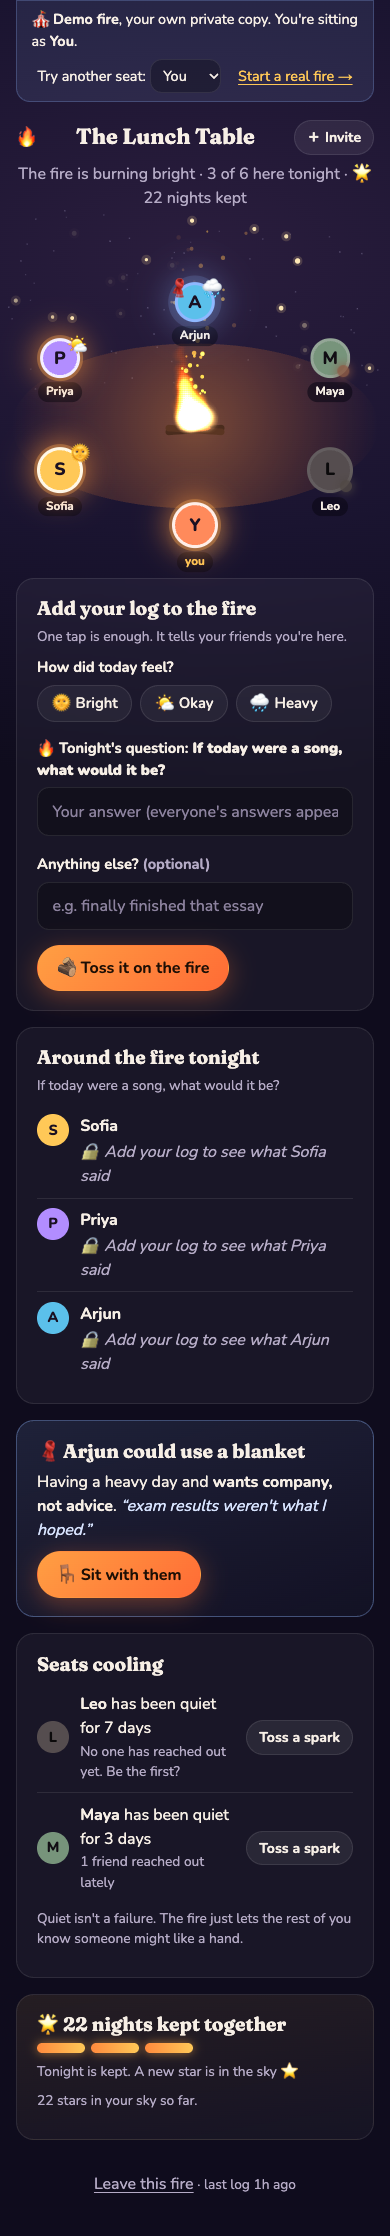 🎪 Demo fire, your own private copy. You're sitting
as You.
Try another seat: You Start a real fire →
🔥 The Lunch Table + Invite
The fire is burning bright · 3 of 6 here tonight · 🌟
22 nights kept
A
Arjun
P
Priya
M
Maya
S
Sofia
L
Leo
Y
you
Add your log to the fire
One tap is enough. It tells your friends you're here.
How did today feel?
🌞 Bright 🌤️ Okay 🌧️ Heavy
🔥 Tonight's question: If today were a song,
what would it be?
Your answer (everyone's answers appea
Anything else? (optional)
e.g. finally finished that essay
🪵 Toss it on the fire
Around the fire tonight
If today were a song, what would it be?
S Sofia
🔒 Add your log to see what Sofia
said
P Priya
🔒 Add your log to see what Priya
said
A Arjun
🔒 Add your log to see what Arjun
said
🧣 Arjun could use a blanket
Having a heavy day and wants company,
not advice. “exam results weren't what I
hoped.”
🪑 Sit with them
Seats cooling
L Leo has been quiet
for 7 days
No one has reached out
yet. Be the first?
Toss a spark
M Maya has been quiet
for 3 days
1 friend reached out
lately
Toss a spark
Quiet isn't a failure. The fire just lets the rest of you
know someone might like a hand.
🌟 22 nights kept together
Tonight is kept. A new star is in the sky ⭐
22 stars in your sky so far.
Leave this fire · last log 1h ago